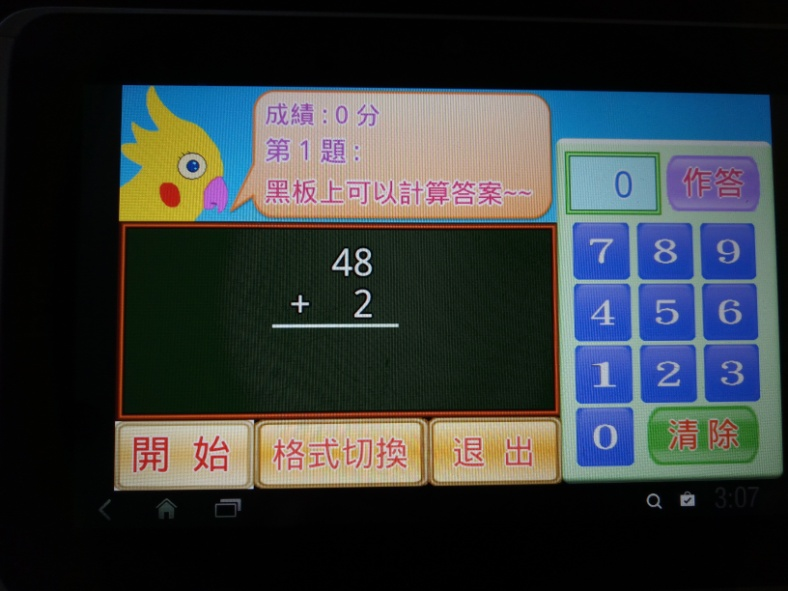 成績:0 分
第 1 題:
黑板上可以計算答案~~
48
+ 2
0
作答
7 8 9
4 5 6
1 2 3
0 清除
開 始
格式切換
退 出
3:07